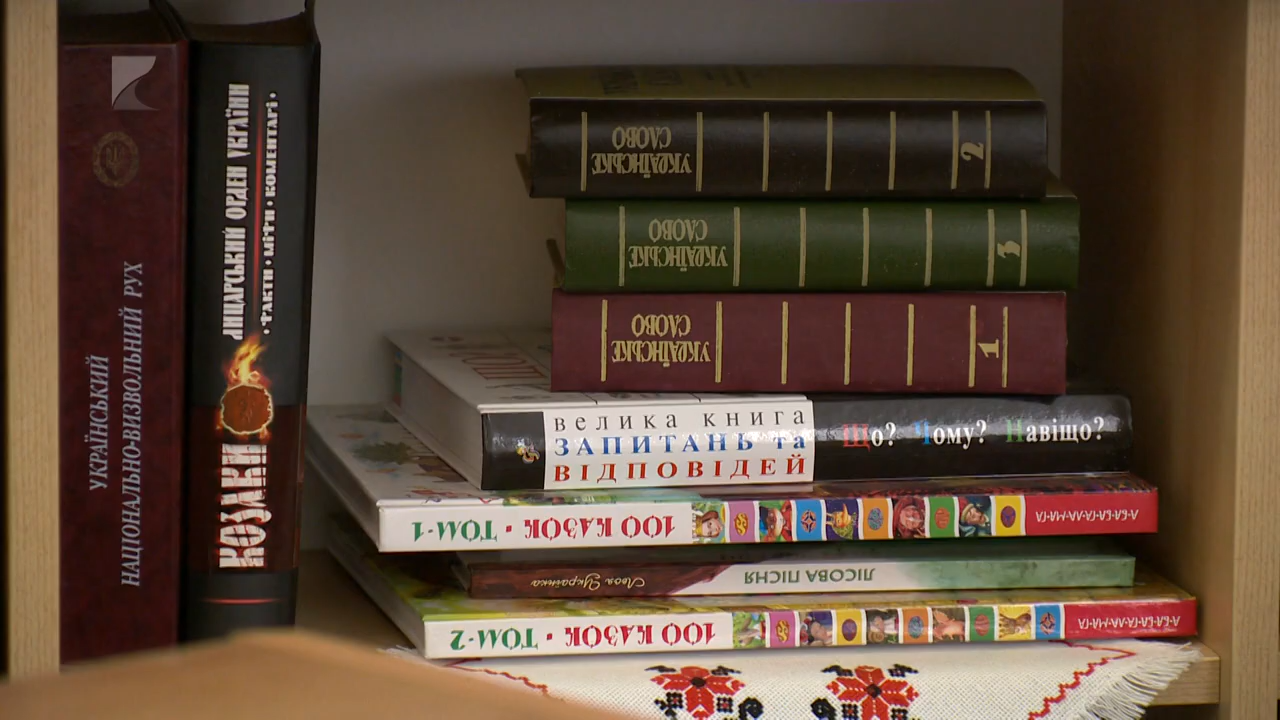 УКРАЇНСЬКИЙ
НАЦІОНАЛЬНО-ВИЗВОЛЬНИЙ РУХ
ЛИЦАРСЬКИЙ ОРДЕН УКРАЇНИ
• ФАКТИ • МІФИ • КОМЕНТАРІ •
КОЗАКИ
УКРАЇНСЬКЕ
СЛОВО
2
УКРАЇНСЬКЕ
СЛОВО
3
УКРАЇНСЬКЕ
СЛОВО
1
велика книга
ЗАПИТАНЬ та
ВІДПОВІДЕЙ
Що? Чому? Навіщо?
А-БА-БА-ГА-ЛА-МА-ГА
100 КАЗОК • ТОМ-1
Леся Українка
ЛІСОВА ПІСНЯ
А-БА-БА-ГА-ЛА-МА-ГА
100 КАЗОК • ТОМ-2